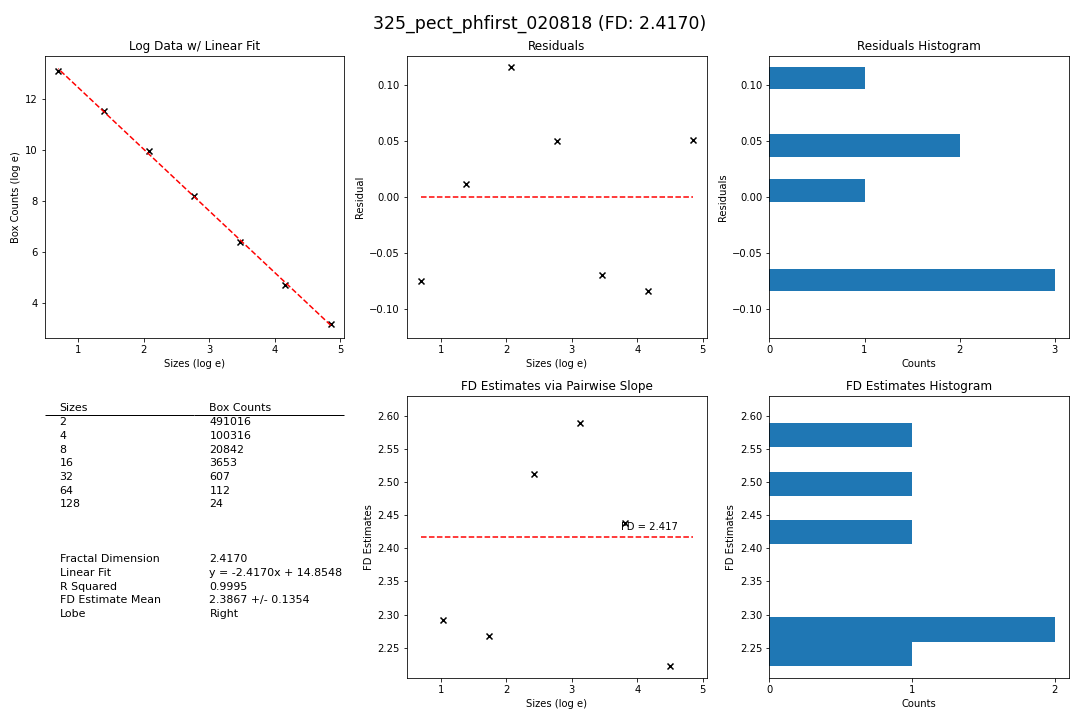 325_pect_phfirst_020818 (FD: 2.4170)
Log Data w/ Linear Fit
12
10
8
6
4
Box Counts (log e)
1 2 3 4 5
Sizes (log e)
Residuals
0.10
0.05
0.00
−0.05
−0.10
Residual
1 2 3 4 5
Sizes (log e)
Residuals Histogram
0.10
0.05
0.00
−0.05
−0.10
Residuals
0 1 2 3
Counts
Sizes Box Counts
2 491016
4 100316
8 20842
16 3653
32 607
64 112
128 24
Fractal Dimension 2.4170
Linear Fit y = -2.4170x + 14.8548
R Squared 0.9995
FD Estimate Mean 2.3867 +/- 0.1354
Lobe Right
FD Estimates via Pairwise Slope
2.60
2.55
2.50
2.45
2.40
2.35
2.30
2.25
FD Estimates
FD = 2.417
1 2 3 4 5
Sizes (log e)
FD Estimates Histogram
2.60
2.55
2.50
2.45
2.40
2.35
2.30
2.25
FD Estimates
0 1 2
Counts